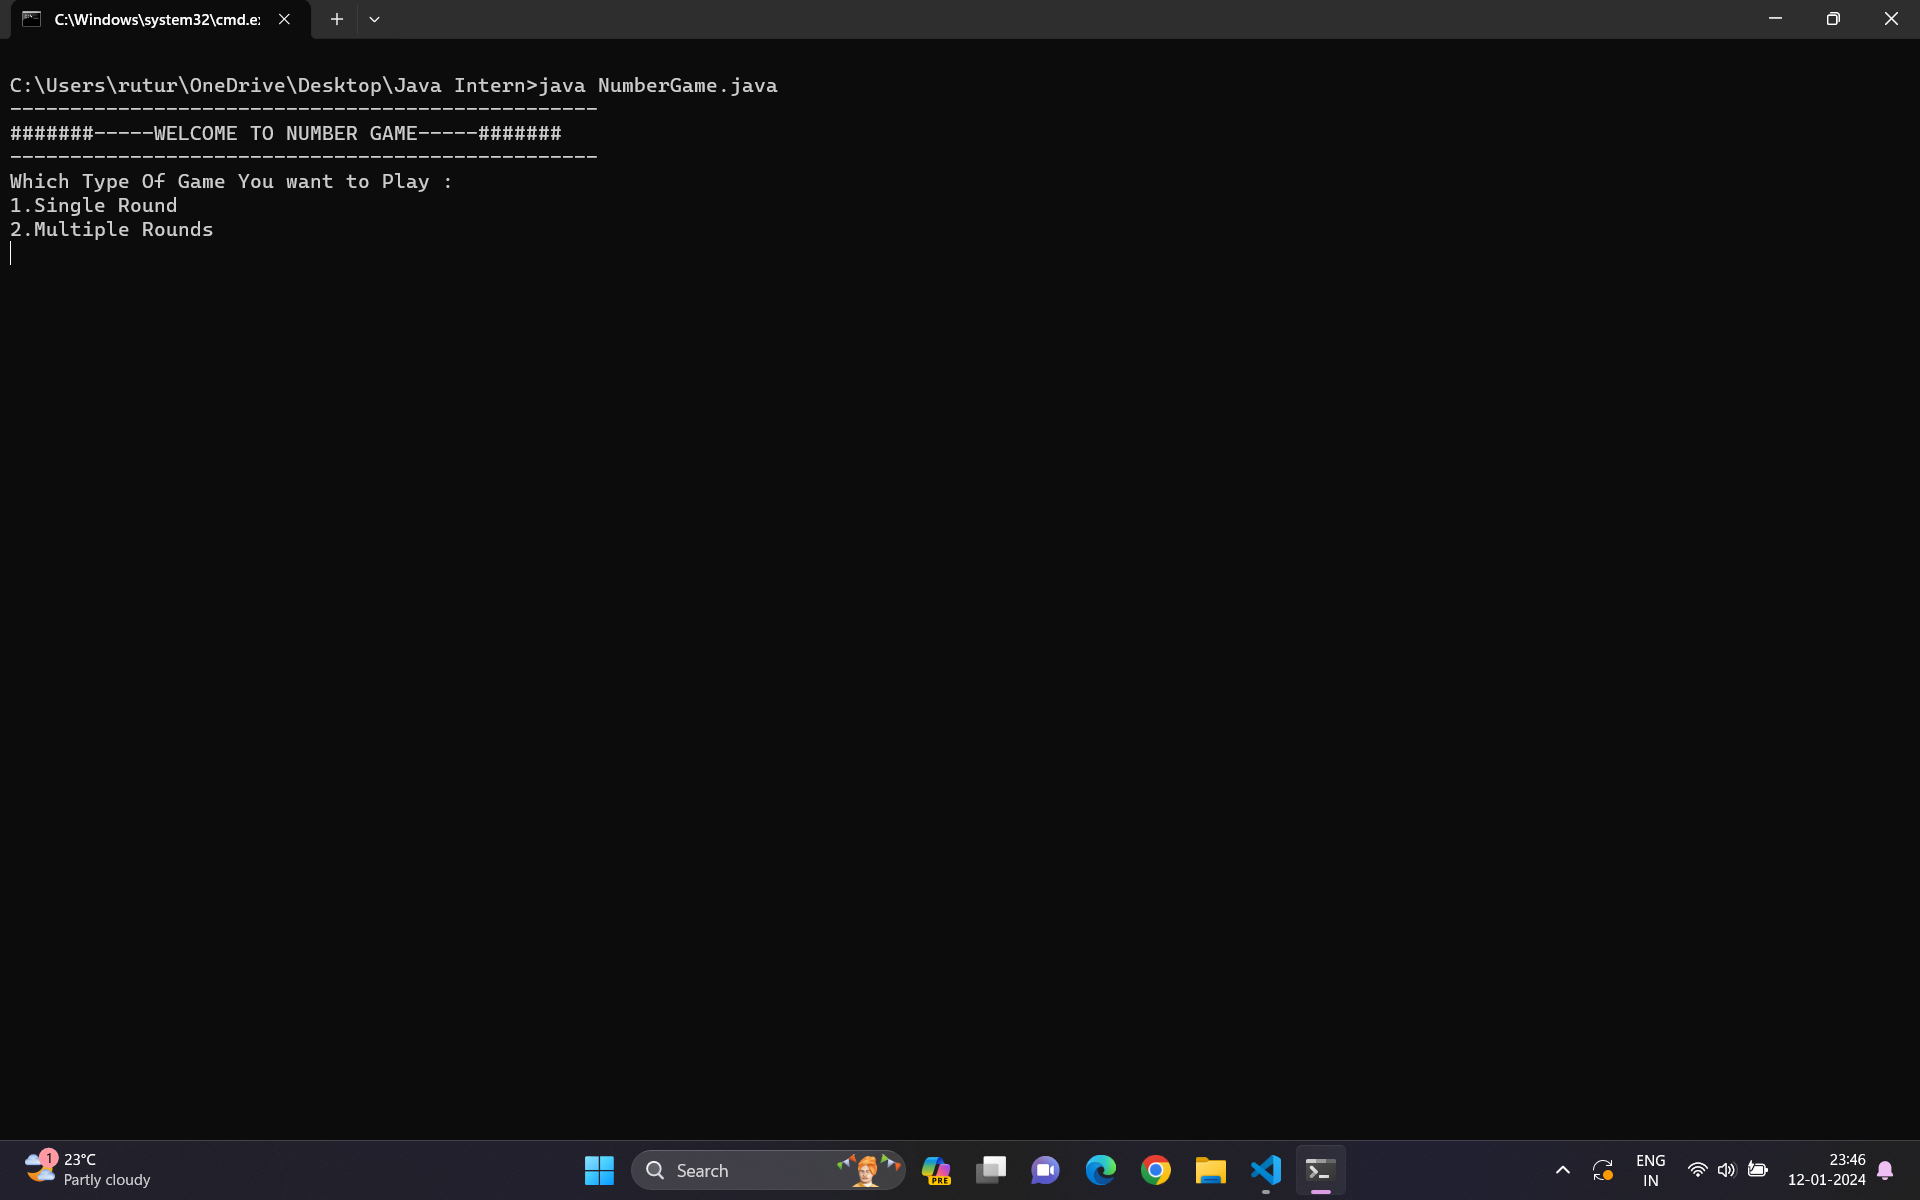 C:\Windows\system32\cmd.e
C:\Users\rutur\OneDrive\Desktop\Java Intern>java NumberGame.java
-------------------------------------------------
#######-----WELCOME TO NUMBER GAME-----#######
-------------------------------------------------
Which Type Of Game You want to Play :
1.Single Round
2.Multiple Rounds
1
23°C
Partly cloudy
Search
PRE
ENG
IN
23:46
12-01-2024